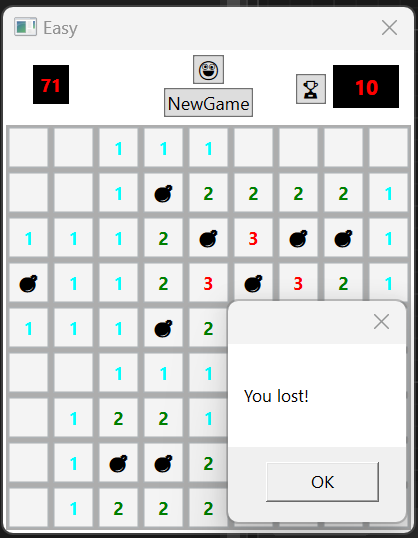 Easy
71
NewGame
10
1 1 1
1 2 2 2 2 1
1 1 1 2 3 1
1 1 2 3 3 2 1
1 1 1 2
1 1 1
You lost!
1 2 2 1
1 2
OK
1 2 2 2